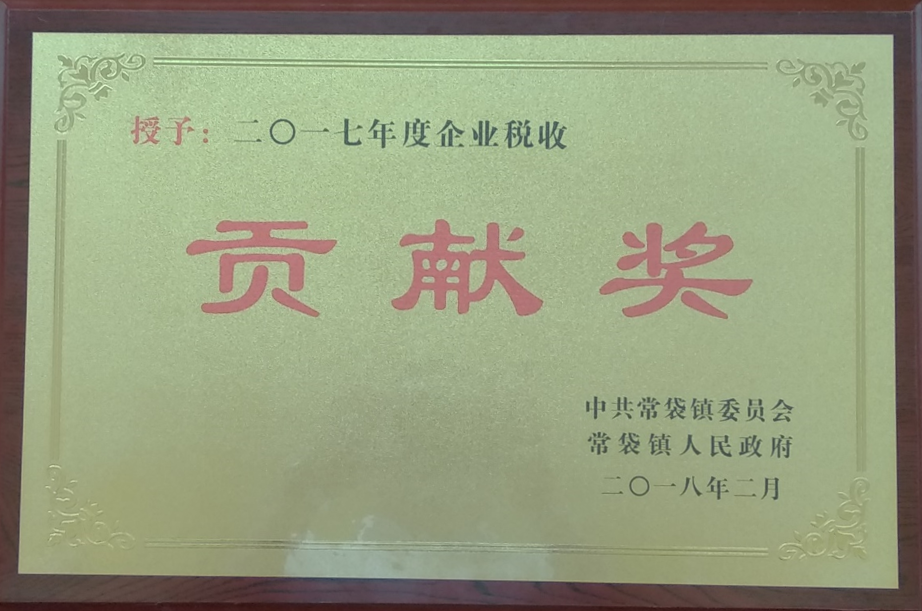 授予：二〇一七年度企业税收
贡献奖
中共常袋镇委员会
常袋镇人民政府
二〇一八年二月